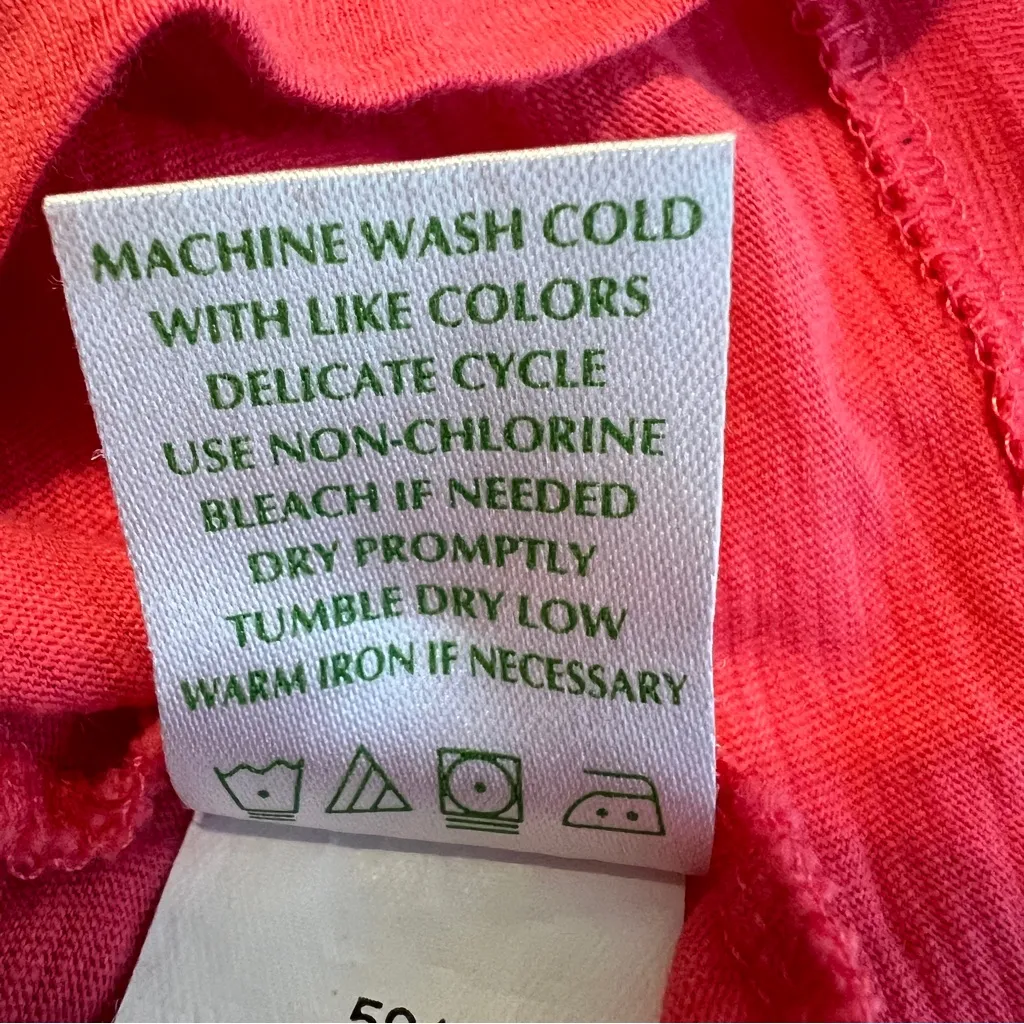 MACHINE WASH COLD
WITH LIKE COLORS
DELICATE CYCLE
USE NON-CHLORINE
BLEACH IF NEEDED
DRY PROMPTLY
TUMBLE DRY LOW
WARM IRON IF NECESSARY